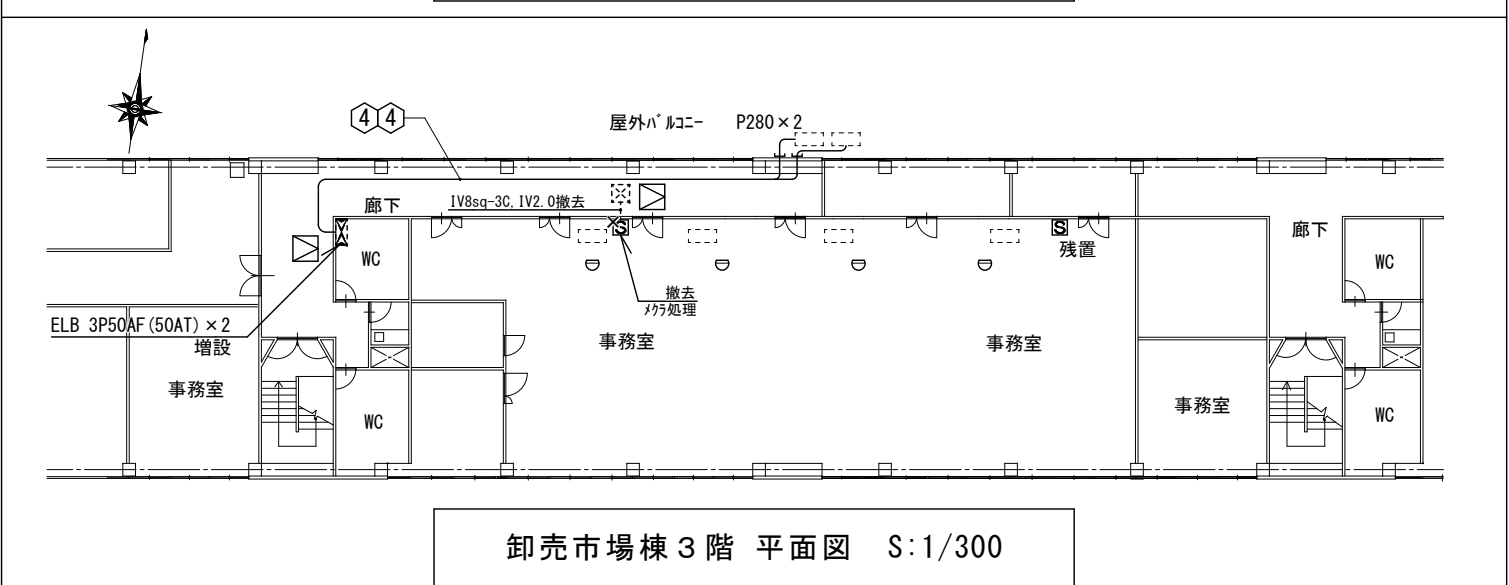 ④④
屋外バルコニー P280×2
廊下
IV8sq-3C, IV2.0撤去
S
S
残置
廊下
WC
WC
撤去
メクラ処理
ELB 3P50AF(50AT)×2
増設
事務室
事務室
事務室
事務室
WC
WC
卸売市場棟3階 平面図 S:1/300